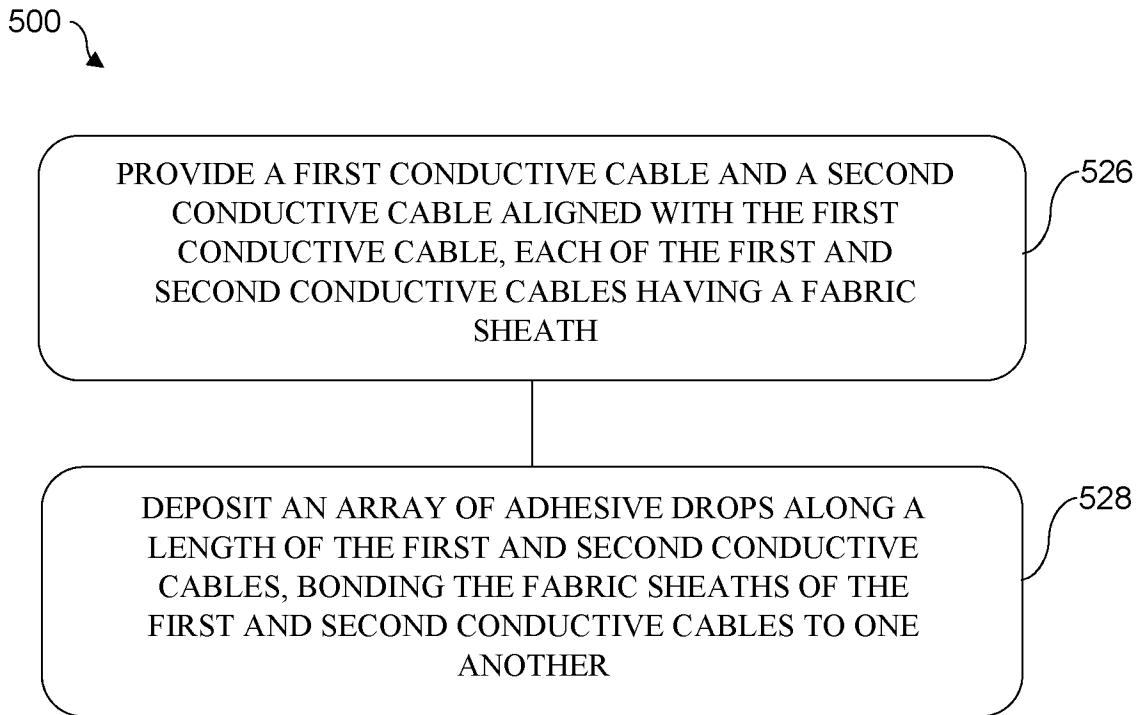 500
PROVIDE A FIRST CONDUCTIVE CABLE AND A SECOND
CONDUCTIVE CABLE ALIGNED WITH THE FIRST
CONDUCTIVE CABLE, EACH OF THE FIRST AND
SECOND CONDUCTIVE CABLES HAVING A FABRIC
SHEATH
526
DEPOSIT AN ARRAY OF ADHESIVE DROPS ALONG A
LENGTH OF THE FIRST AND SECOND CONDUCTIVE
CABLES, BONDING THE FABRIC SHEATHS OF THE
FIRST AND SECOND CONDUCTIVE CABLES TO ONE
ANOTHER
528